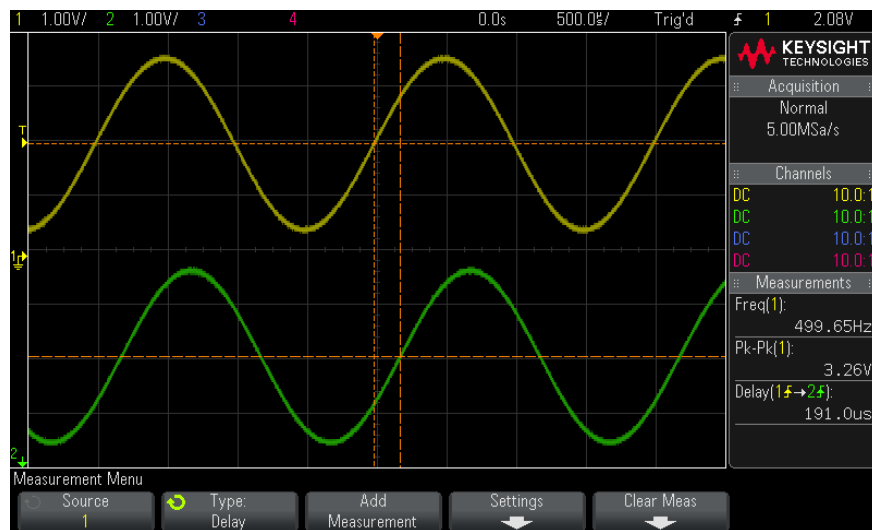 1 1.00V/ 2 1.00V/ 3 4 0.0s 500.0us/ Trig'd 1 2.08V
KEYSIGHT
TECHNOLOGIES
Acquisition
Normal
5.00MSa/s
Channels
DC 10.0:1
DC 10.0:1
DC 10.0:1
DC 10.0:1
Measurements
Freq(1):
499.65Hz
Pk-Pk(1):
3.26V
Delay(1→2):
191.0us
T
1
2
Measurement Menu
Source
1
Type:
Delay
Add
Measurement
Settings
Clear Meas